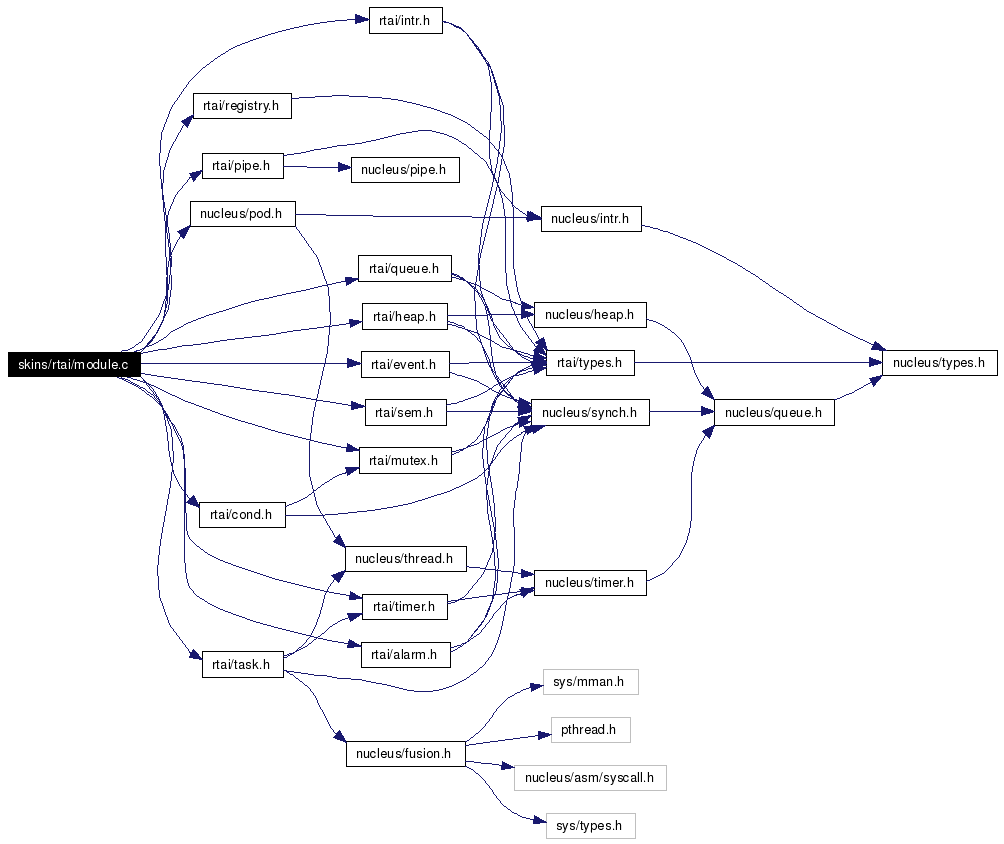 rtai/intr.h
rtai/registry.h
rtai/pipe.h
nucleus/pipe.h
nucleus/pod.h
nucleus/intr.h
rtai/queue.h
rtai/heap.h
nucleus/heap.h
skins/rtai/module.c
rtai/event.h
rtai/types.h
nucleus/types.h
rtai/sem.h
nucleus/synch.h
nucleus/queue.h
rtai/mutex.h
rtai/cond.h
nucleus/thread.h
nucleus/timer.h
rtai/timer.h
rtai/alarm.h
rtai/task.h
sys/mman.h
pthread.h
nucleus/fusion.h
nucleus/asm/syscall.h
sys/types.h